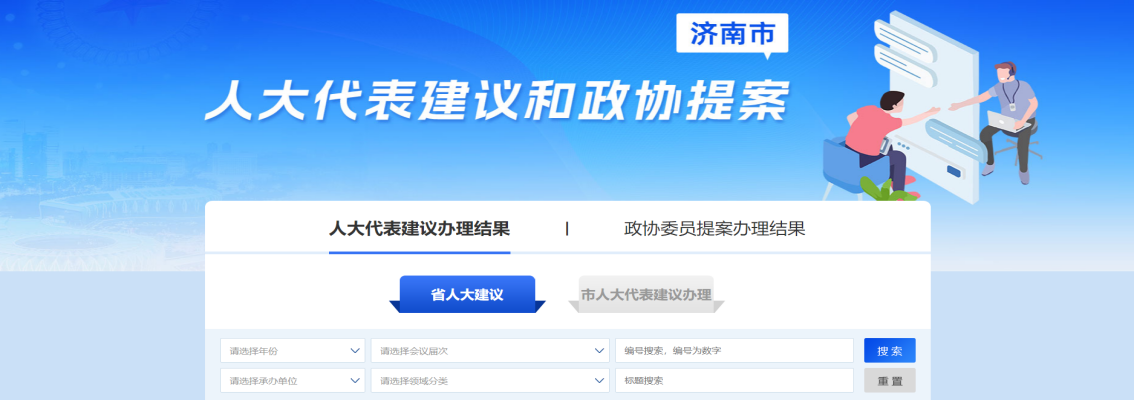 济南市
人大代表建议和政协提案
人大代表建议办理结果 | 政协委员提案办理结果
省人大建议 市人大代表建议办理
请选择年份 请选择会议届次 编号搜索，编号为数字 搜 索
请选择承办单位 请选择领域分类 标题搜索 重 置